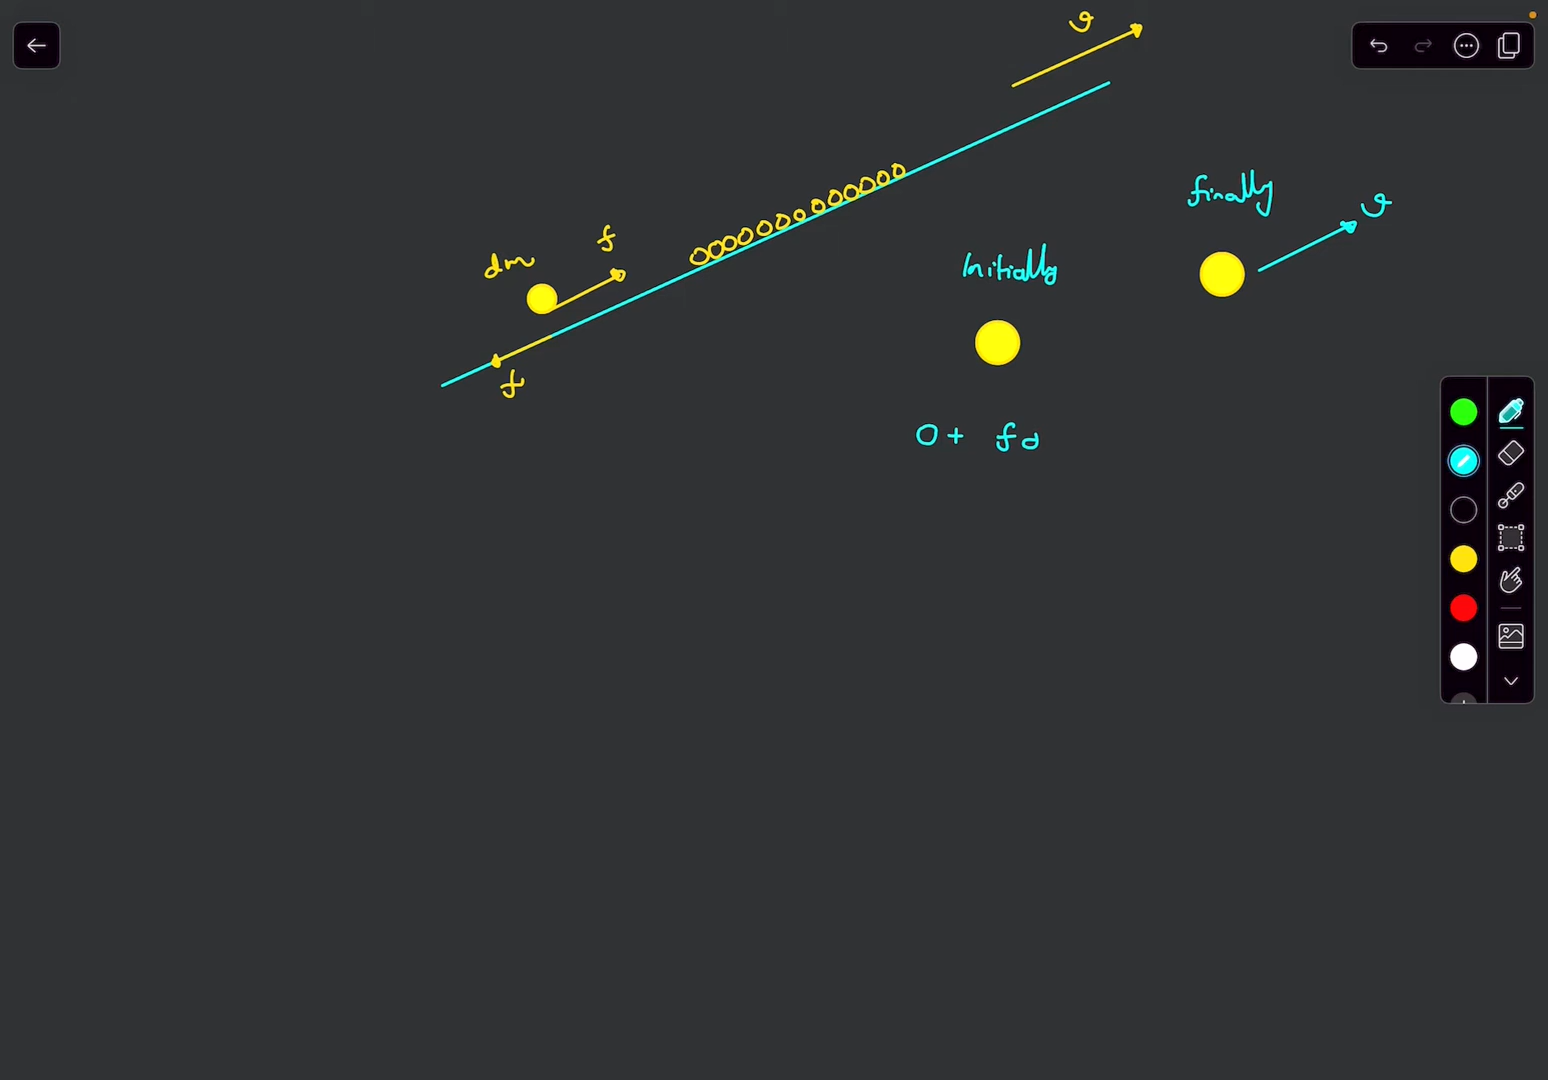 v
finally
v
f
dm
Initially
f
0 + fd